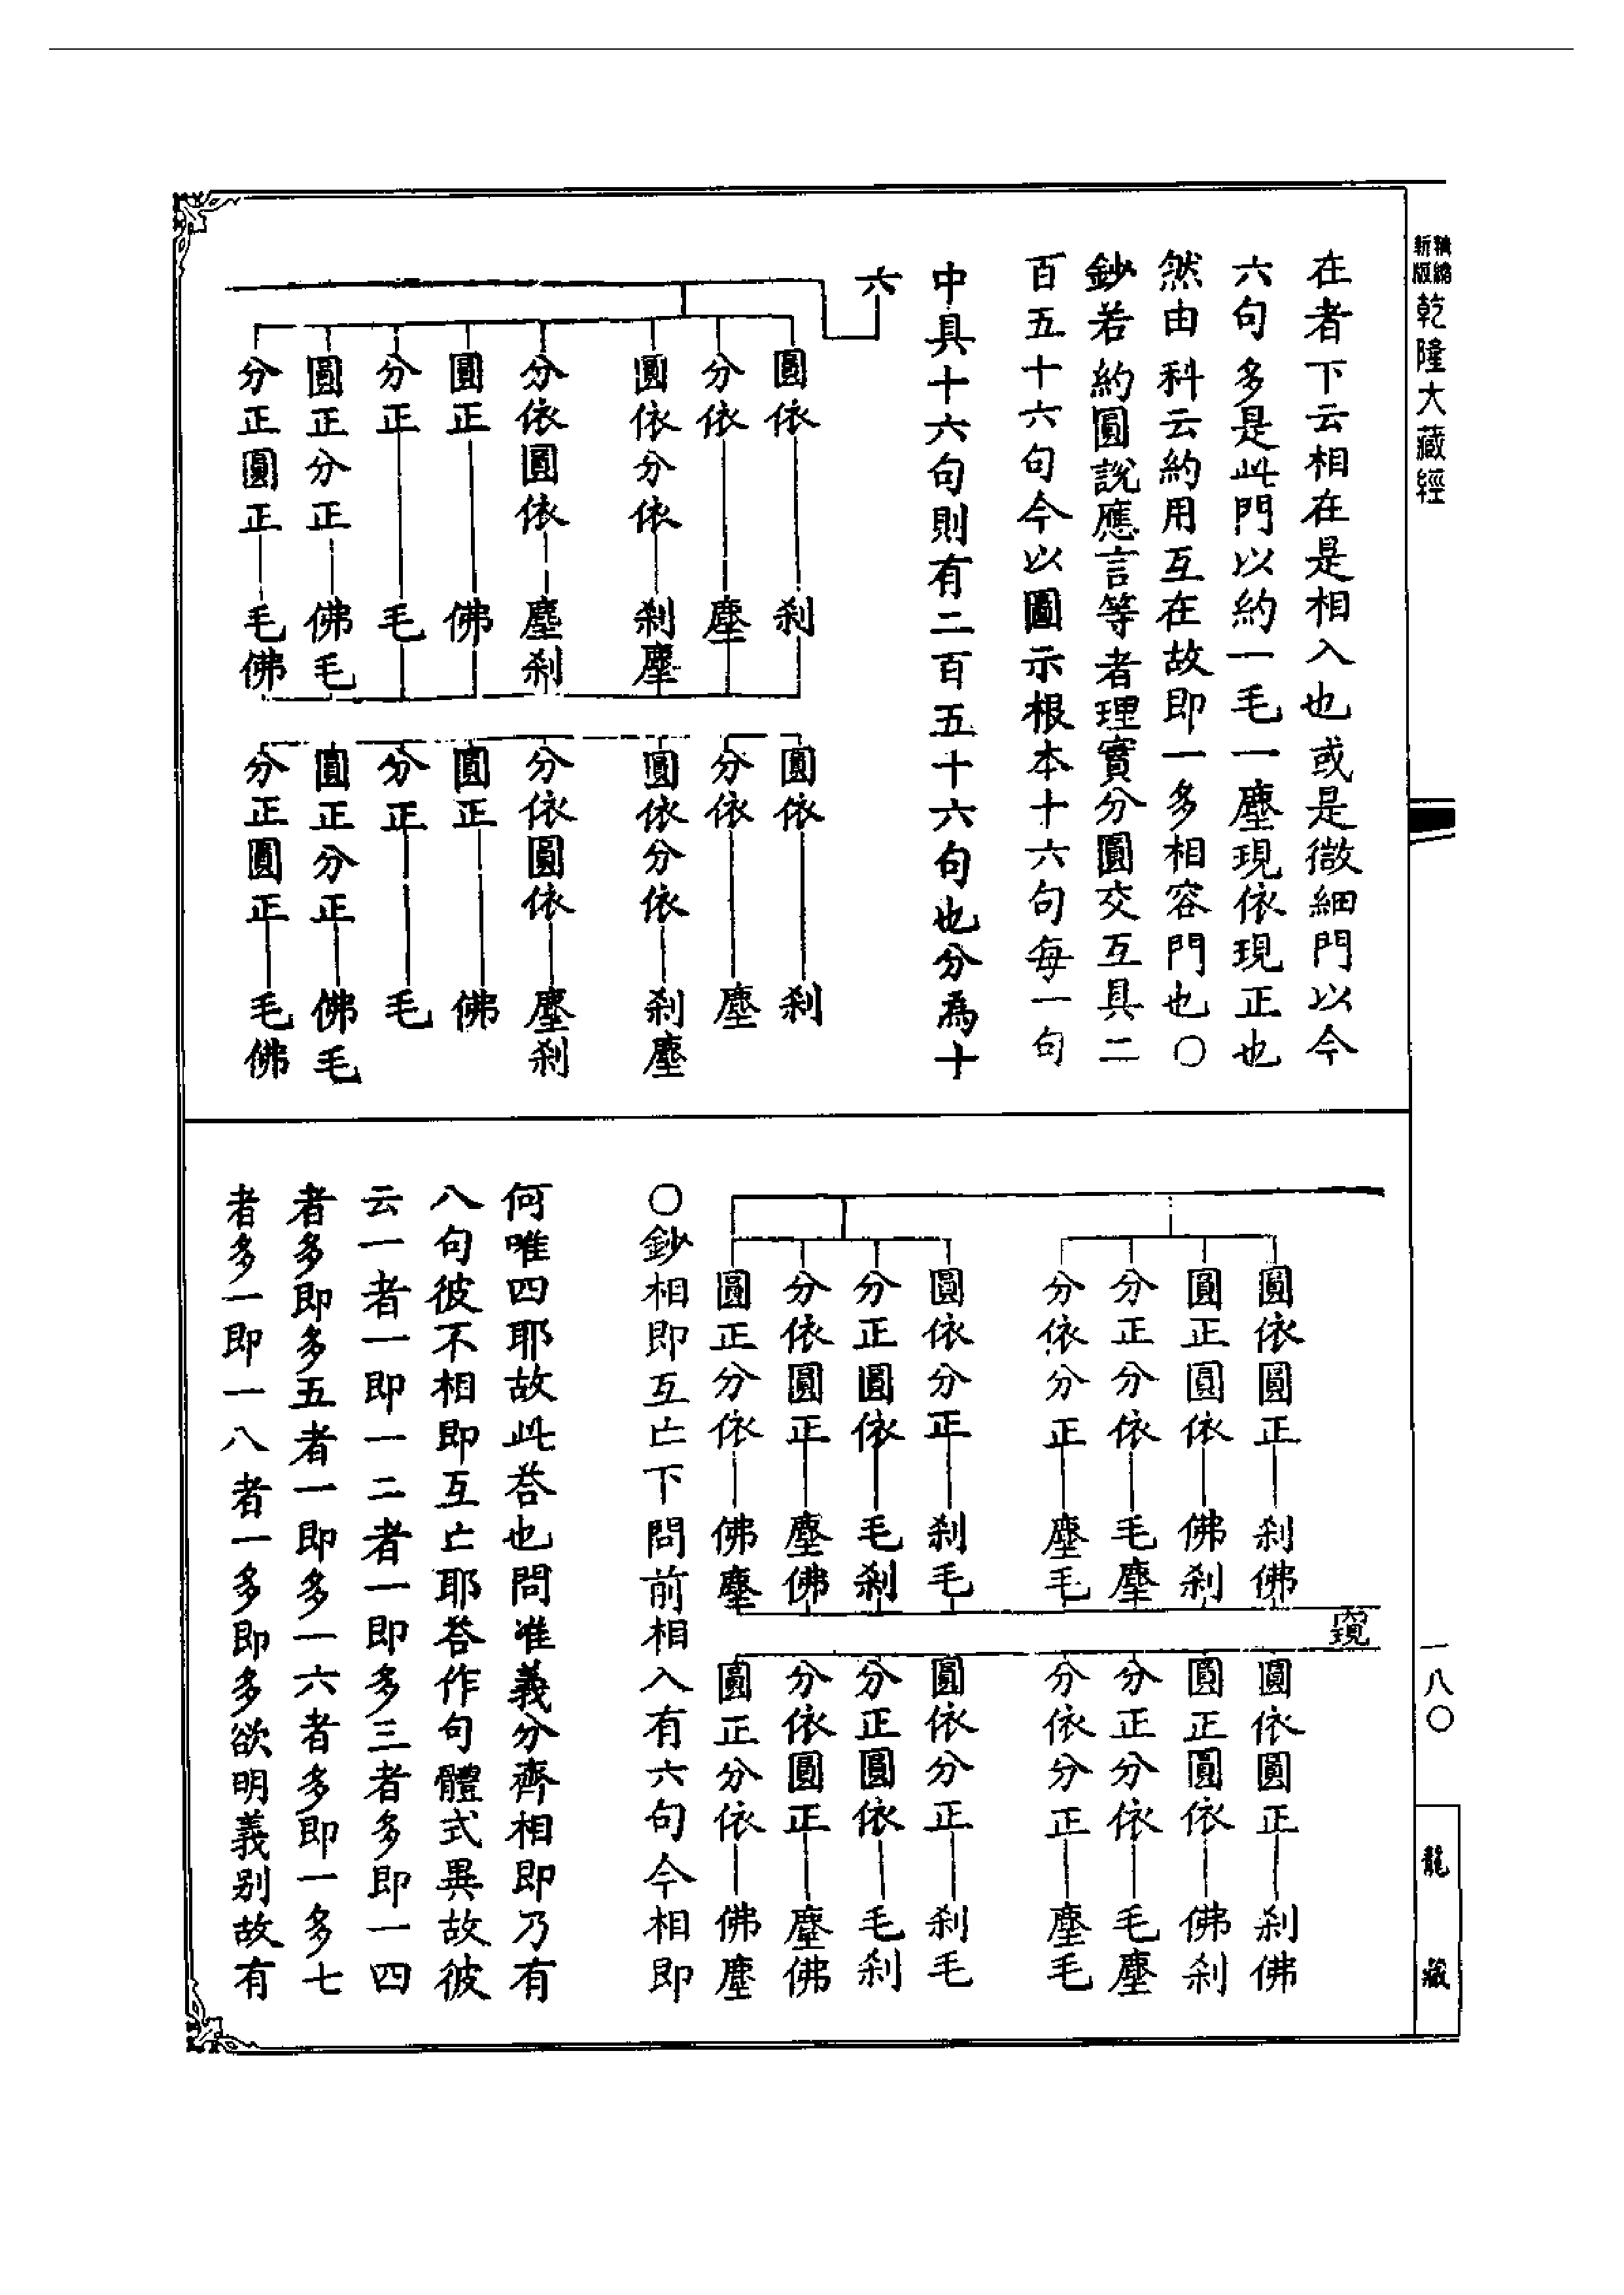 新版精縮乾隆大藏經
在者下云相在是相入也或是微細門以今
六句多是此門以約一毛一塵現依現正也
然由科云約用互在故即一多相容門也〇
鈔若約圓說應言等者理實分圓交互具二
百五十六句今以圖示根本十六句每一句
中具十六句則有二百五十六句也分為十
六
圓依 刹
分依 塵
圓依分依 刹塵
分依圓依 塵刹
圓正 佛
分正 毛
圓正分正 佛毛
分正圓正 毛佛
圓依 刹
分依 塵
圓依分依 刹塵
分依圓依 塵刹
圓正 佛
分正 毛
圓正分正 佛毛
分正圓正 毛佛
圓依圓正 刹佛
圓正圓依 佛刹
分正分依 毛塵
分依分正 塵毛
圓依分正 刹毛
分正圓依 毛刹
分依圓正 塵佛
圓正分依 佛塵
圓依圓正 刹佛
圓正圓依 佛刹
分正分依 毛塵
分依分正 塵毛
圓依分正 刹毛
分正圓依 毛刹
分依圓正 塵佛
圓正分依 佛塵
〇鈔相即互亡下問前相入有六句今相即
何唯四耶故此荅也問准義分齊相即乃有
八句彼不相即互亡耶荅作句體式異故彼
云一者一即一二者一即多三者多即一四
者多即多五者一即多一六者多即一多七
者多一即一八者一多即多欲明義別故有
一八〇
龍藏